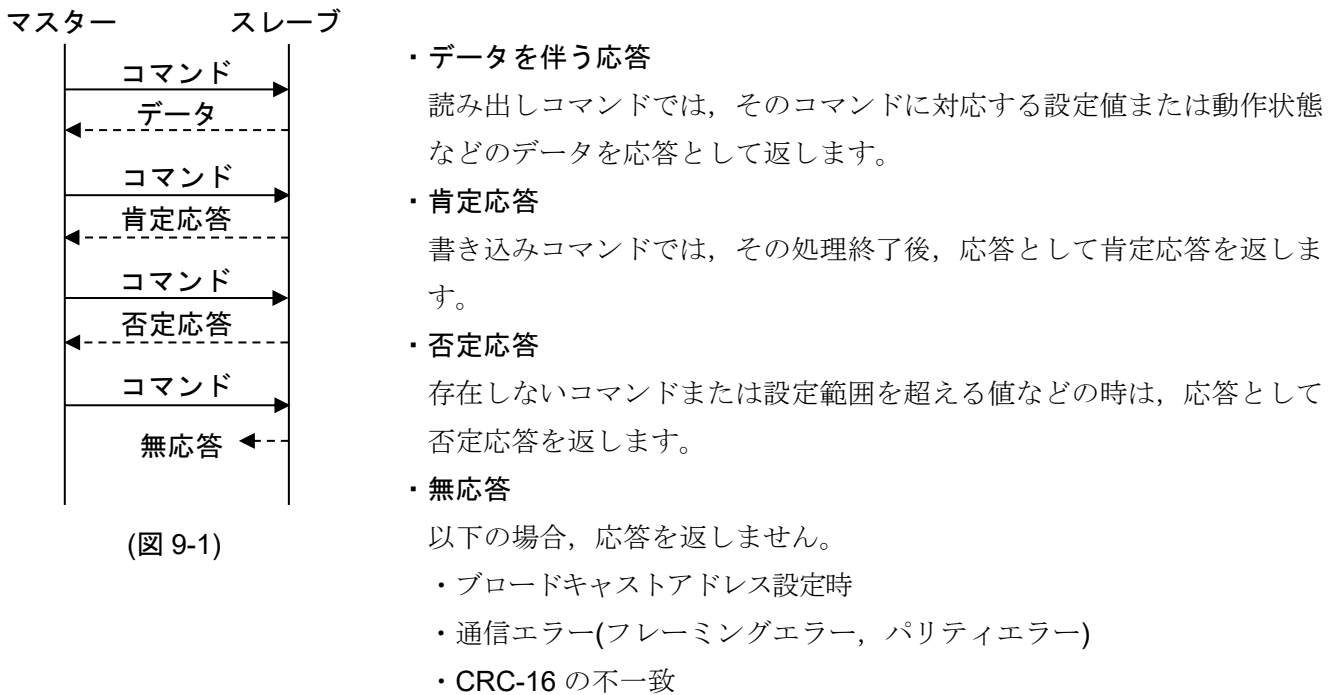 マスター スレーブ
コマンド
データ
コマンド
肯定応答
コマンド
否定応答
コマンド
無応答
(図 9-1)
・データを伴う応答
読み出しコマンドでは，そのコマンドに対応する設定値または動作状態
などのデータを応答として返します。
・肯定応答
書き込みコマンドでは，その処理終了後，応答として肯定応答を返しま
す。
・否定応答
存在しないコマンドまたは設定範囲を超える値などの時は，応答として
否定応答を返します。
・無応答
以下の場合，応答を返しません。
・ブロードキャストアドレス設定時
・通信エラー(フレーミングエラー，パリティエラー)
・CRC-16 の不一致